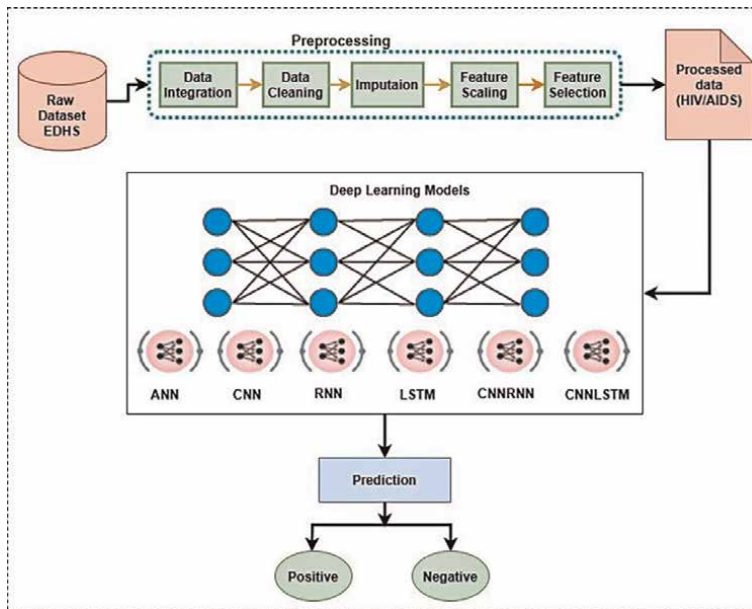 Preprocessing
Raw
Dataset
EDHS
Data
Integration
Data
Cleaning
Imputaion
Feature
Scaling
Feature
Selection
Processed
data
(HIV/AIDS)
Deep Learning Models
ANN
CNN
RNN
LSTM
CNNRNN
CNNLSTM
Prediction
Positive
Negative